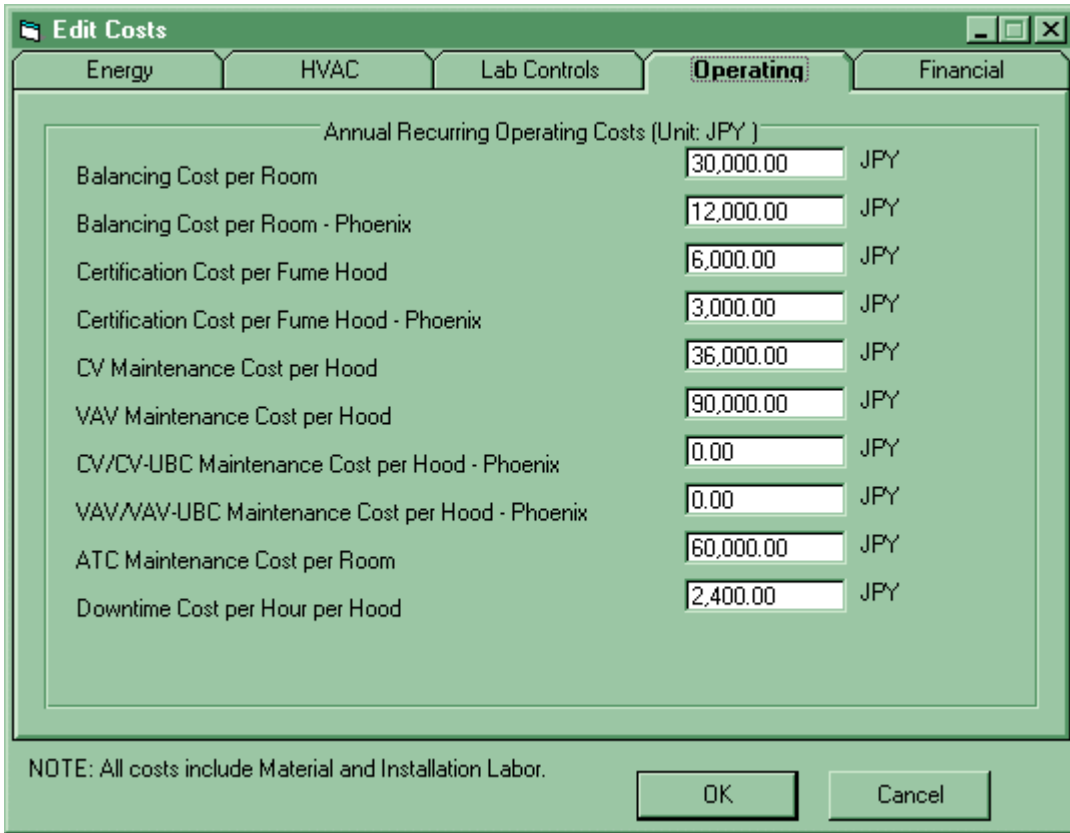 Edit Costs
Energy HVAC Lab Controls Operating Financial
Annual Recurring Operating Costs (Unit: JPY )
Balancing Cost per Room 30,000.00 JPY
Balancing Cost per Room - Phoenix 12,000.00 JPY
Certification Cost per Fume Hood 6,000.00 JPY
Certification Cost per Fume Hood - Phoenix 3,000.00 JPY
CV Maintenance Cost per Hood 36,000.00 JPY
VAV Maintenance Cost per Hood 90,000.00 JPY
CV/CV-UBC Maintenance Cost per Hood - Phoenix 0.00 JPY
VAV/VAV-UBC Maintenance Cost per Hood - Phoenix 0.00 JPY
ATC Maintenance Cost per Room 60,000.00 JPY
Downtime Cost per Hour per Hood 2,400.00 JPY
NOTE: All costs include Material and Installation Labor.
OK Cancel